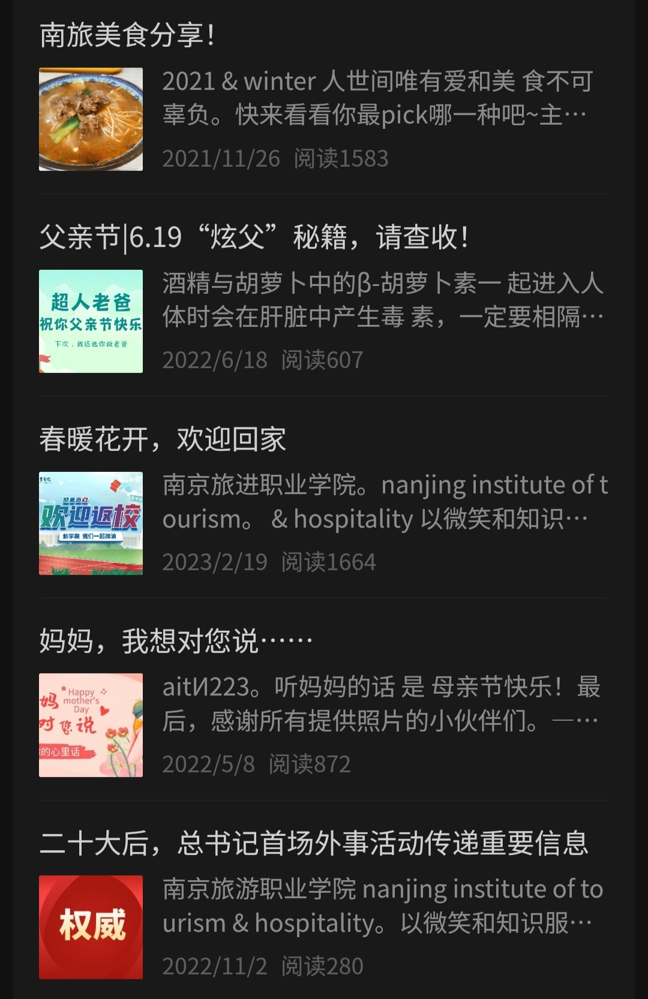 南旅美食分享！
2021 & winter 人世间唯有爱和美 食不可
辜负。快来看看你最pick哪一种吧~主…
2021/11/26 阅读1583
父亲节|6.19“炫父”秘籍，请查收！
超人老爸
祝你父亲节快乐
下次，我还选你做老爸
酒精与胡萝卜中的β-胡萝卜素一 起进入人
体时会在肝脏中产生毒 素，一定要相隔…
2022/6/18 阅读607
春暖花开，欢迎回家
欢迎返校
新学期 我们一起加油
南京旅进职业学院。nanjing institute of t
ourism。 & hospitality 以微笑和知识…
2023/2/19 阅读1664
妈妈，我想对您说……
Happy
mother's
Day
妈
对您说
的心里话
aitИ223。听妈妈的话 是 母亲节快乐！最
后，感谢所有提供照片的小伙伴们。—…
2022/5/8 阅读872
二十大后，总书记首场外事活动传递重要信息
权威
南京旅游职业学院 nanjing institute of to
urism & hospitality。以微笑和知识服…
2022/11/2 阅读280